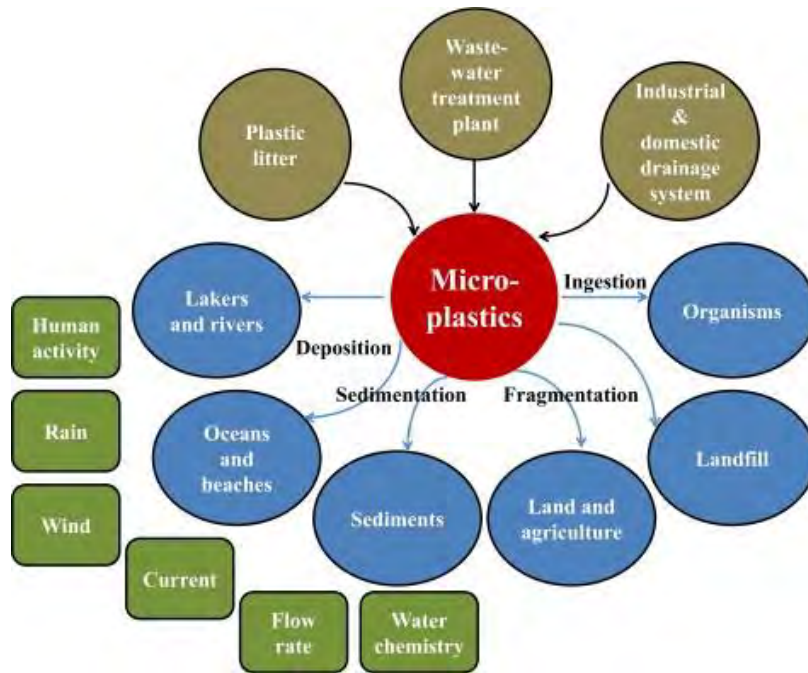 Waste-
water
treatment
plant
Plastic
litter
Industrial
&
domestic
drainage
system
Micro-
plastics
Ingestion
Organisms
Lakers
and rivers
Deposition
Sedimentation
Fragmentation
Human
activity
Rain
Wind
Oceans
and
beaches
Sediments
Land and
agriculture
Landfill
Current
Flow
rate
Water
chemistry